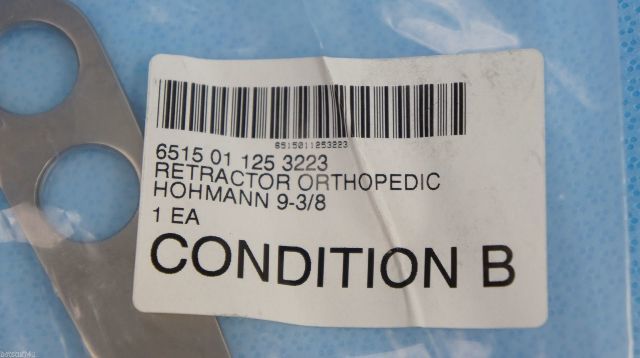 6515011253223
6515 01 125 3223
RETRACTOR ORTHOPEDIC
HOHMANN 9-3/8
1 EA
CONDITION B